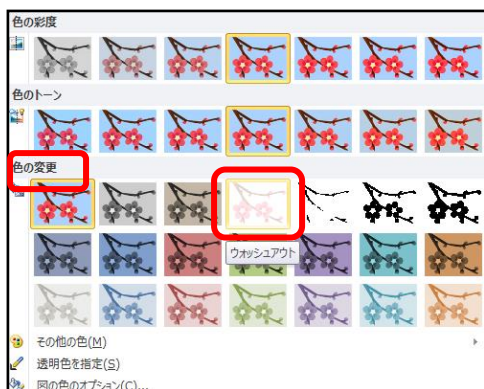 色の彩度
色のトーン
色の変更
ウォッシュアウト
その他の色(M)
透明色を指定(S)
図の色のオプション(C)...